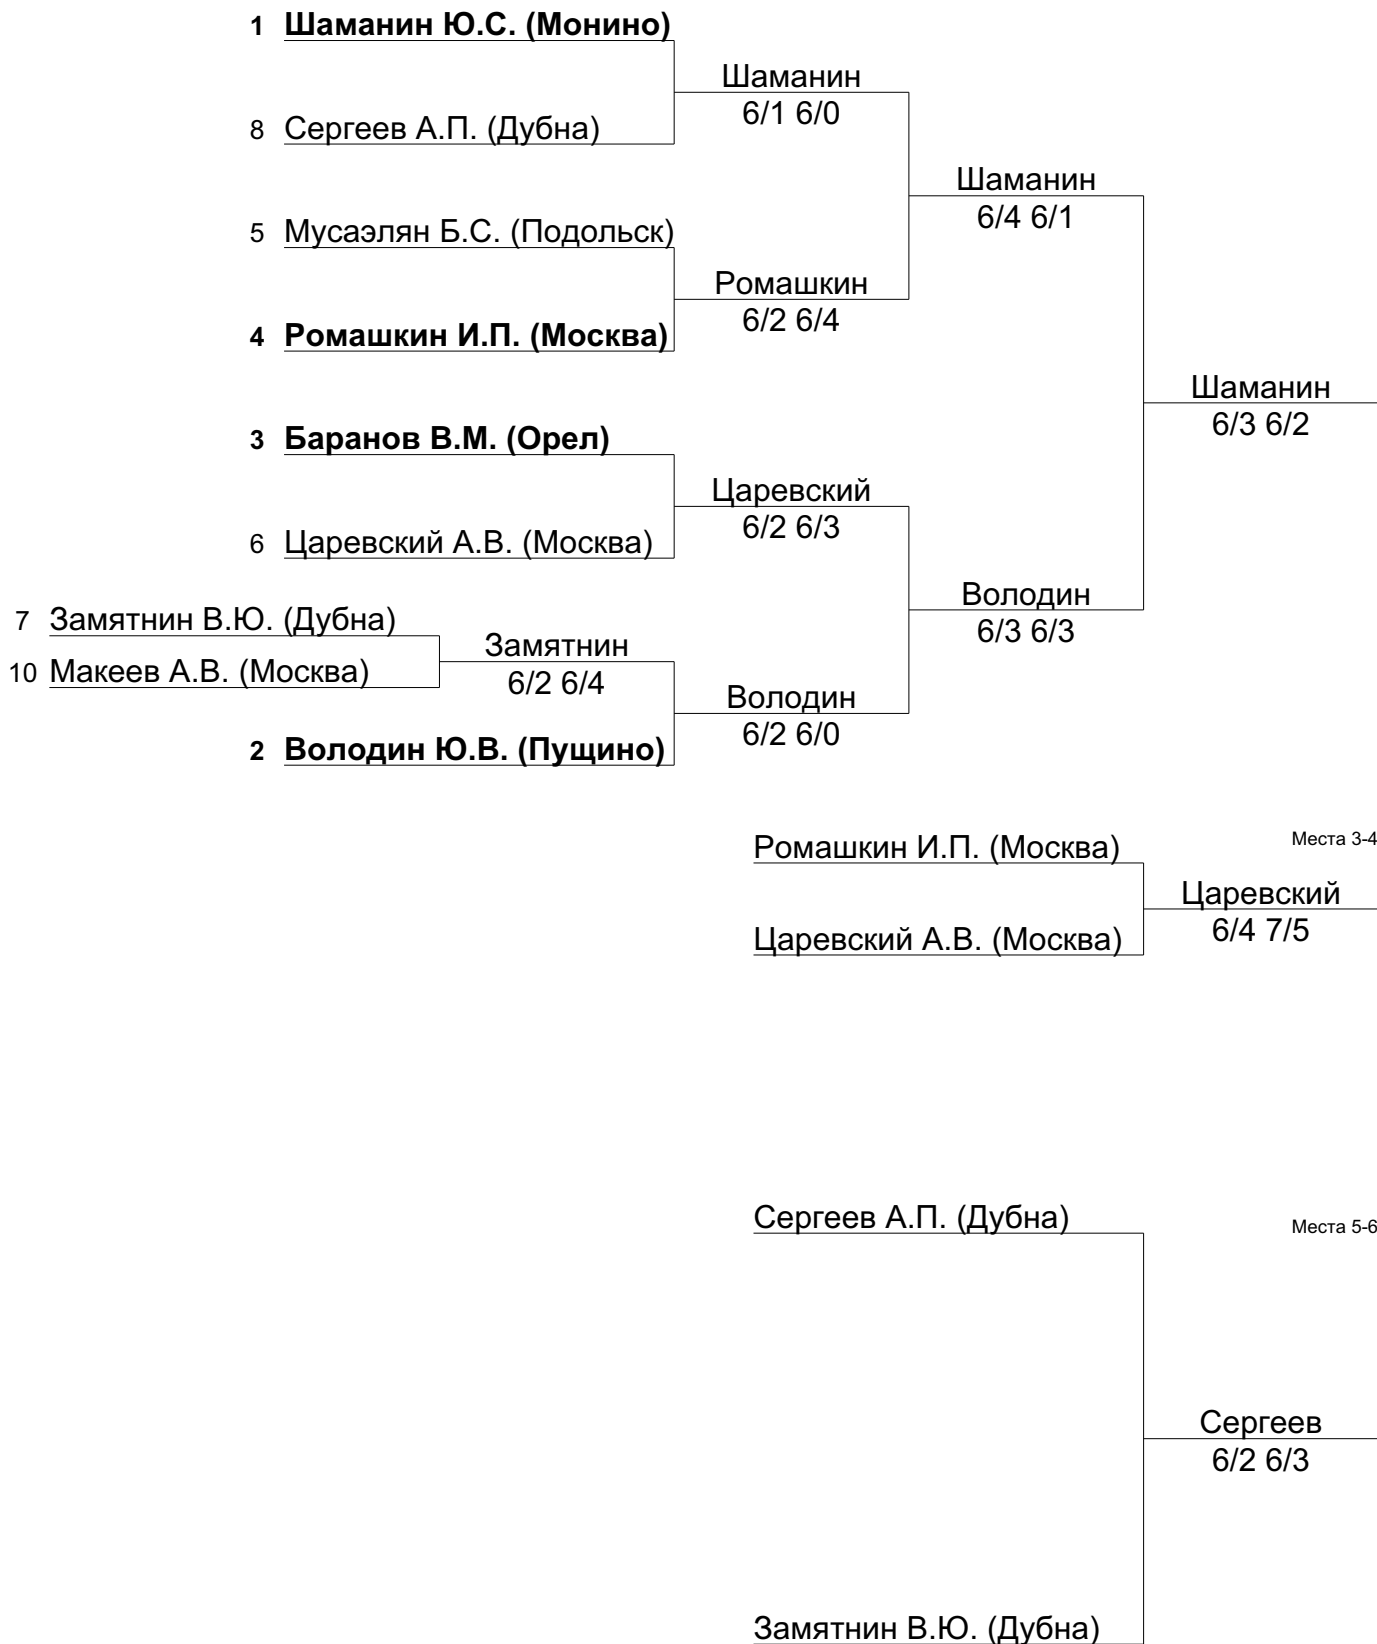 1 Шаманин Ю.С. (Монино)
Шаманин
6/1 6/0
8 Сергеев А.П. (Дубна)
Шаманин
6/4 6/1
5 Мусаэлян Б.С. (Подольск)
Ромашкин
6/2 6/4
4 Ромашкин И.П. (Москва)
Шаманин
6/3 6/2
3 Баранов В.М. (Орел)
Царевский
6/2 6/3
6 Царевский А.В. (Москва)
Володин
6/3 6/3
7 Замятнин В.Ю. (Дубна)
Замятнин
6/2 6/4
10 Макеев А.В. (Москва)
Володин
6/2 6/0
2 Володин Ю.В. (Пущино)
Ромашкин И.П. (Москва)
Места 3-4
Царевский
6/4 7/5
Царевский А.В. (Москва)
Сергеев А.П. (Дубна)
Места 5-6
Сергеев
6/2 6/3
Замятнин В.Ю. (Дубна)